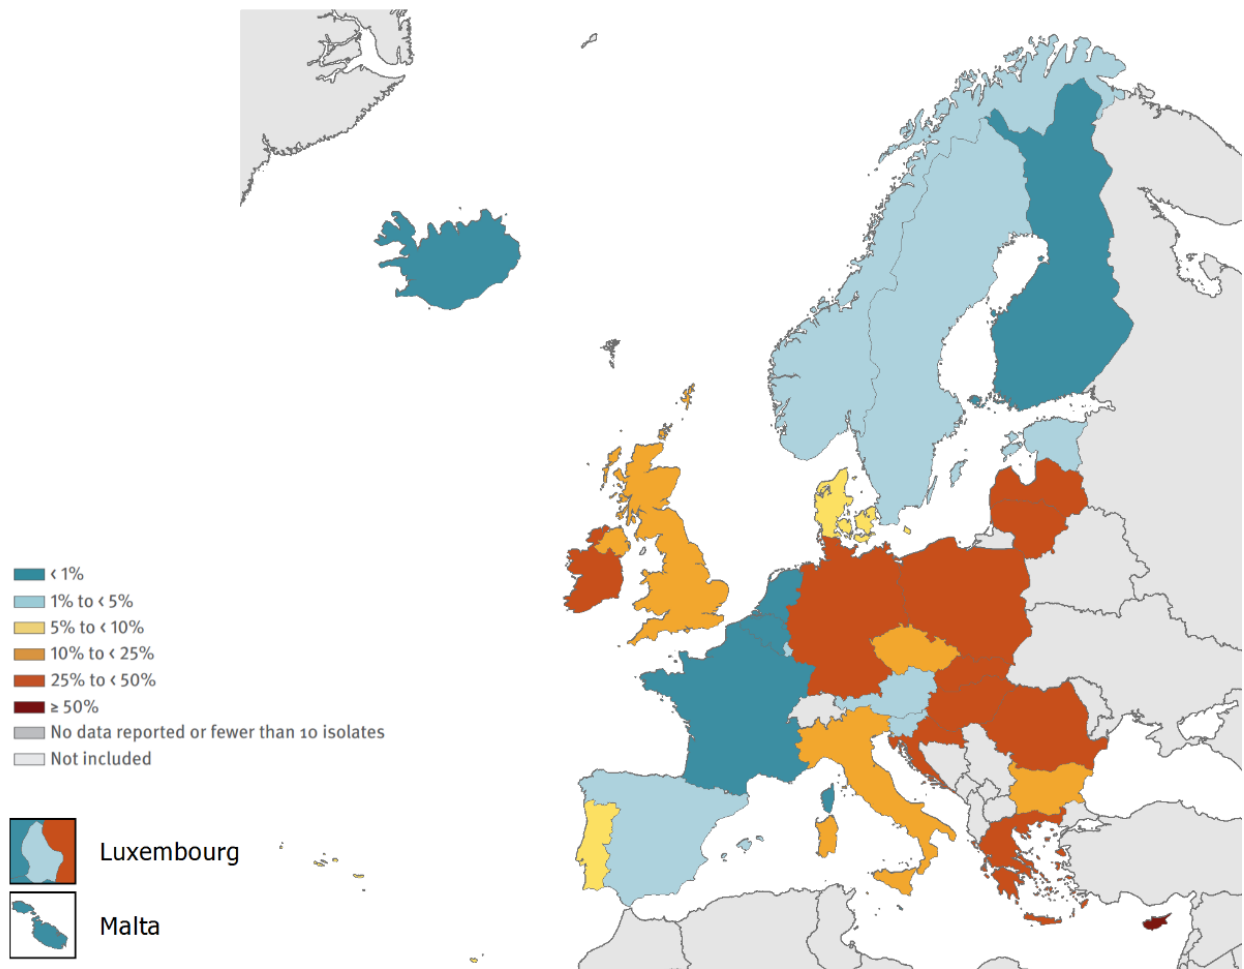 < 1%
1% to < 5%
5% to < 10%
10% to < 25%
25% to < 50%
≥ 50%
No data reported or fewer than 10 isolates
Not included
Luxembourg
Malta